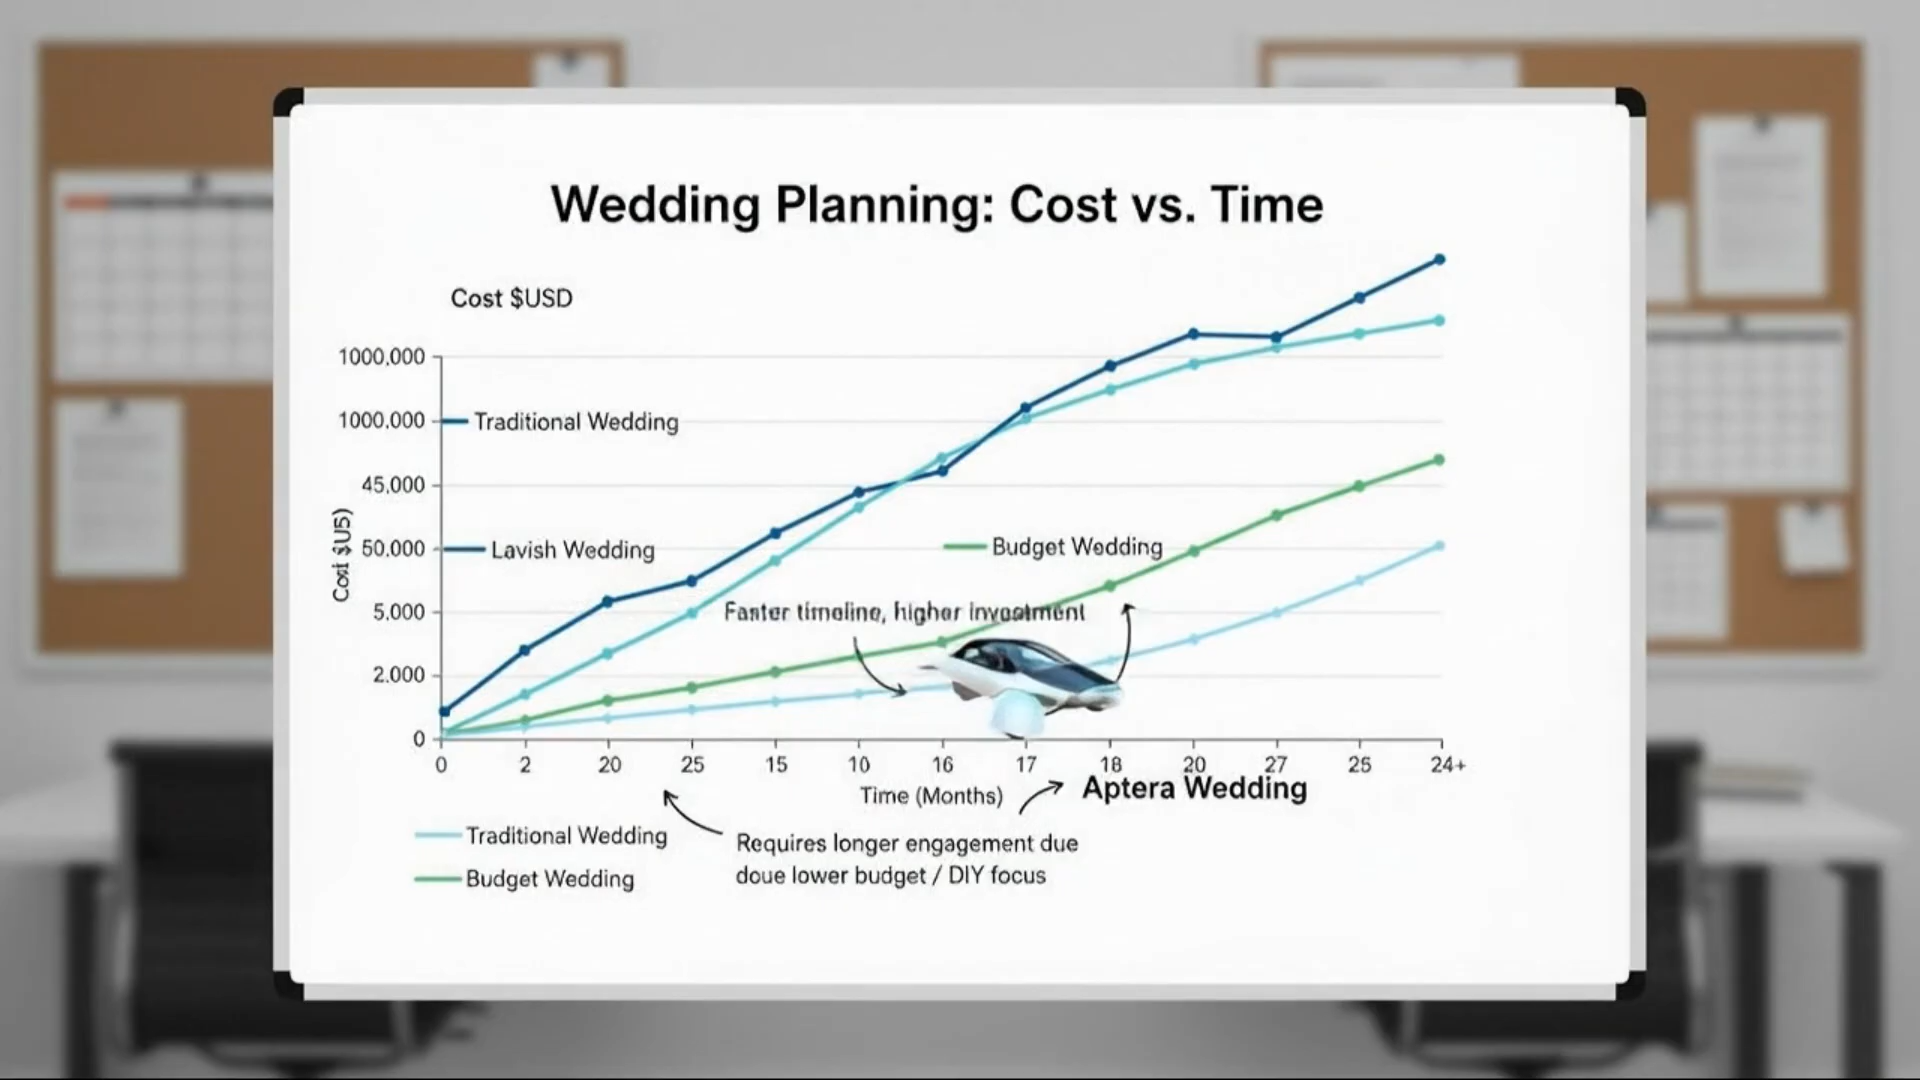 Wedding Planning: Cost vs. Time
Cost $USD
1000,000
1000.000
Traditional Wedding
45,000
50.000
Lavish Wedding
Budget Wedding
5,000
Faster timeline, higher investment
2.000
0
Cost $US)
0 2 20 25 15 10 16 17 18 20 27 25 24+
Time (Months)
Aptera Wedding
Traditional Wedding
Budget Wedding
Requires longer engagement due
doue lower budget / DIY focus